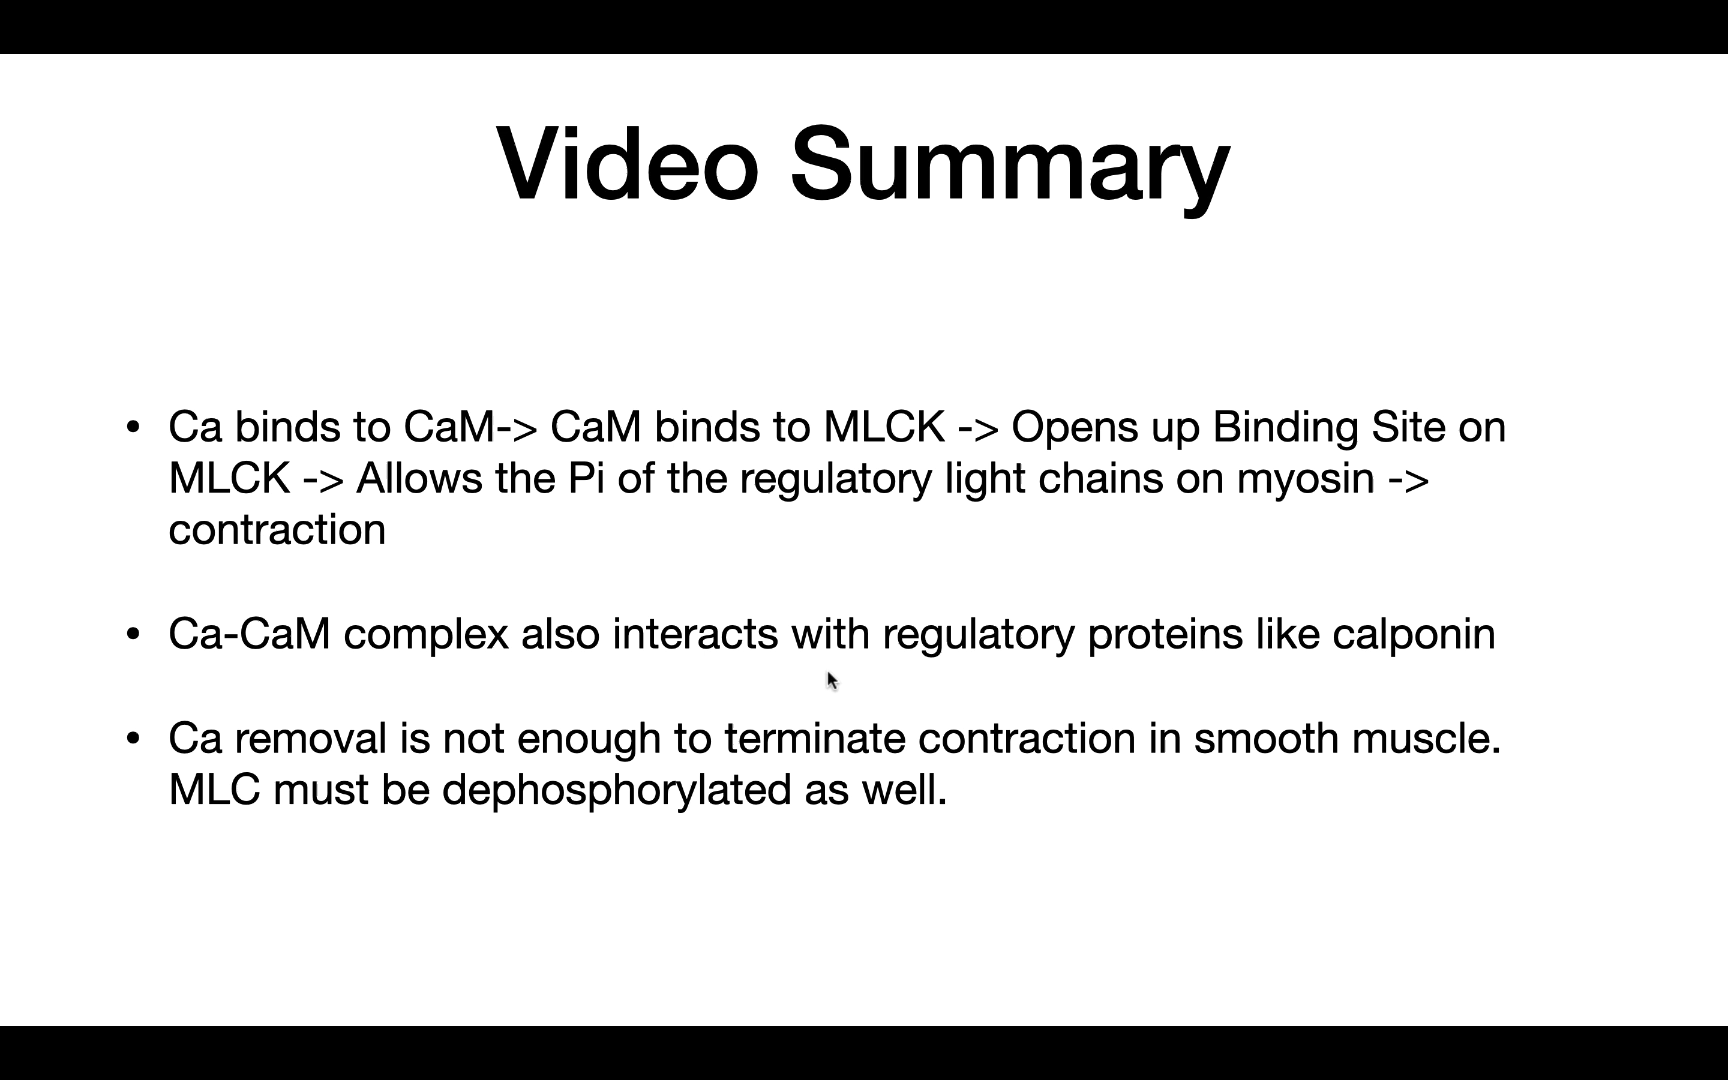 Video Summary
• Ca binds to CaM-> CaM binds to MLCK -> Opens up Binding Site on
MLCK -> Allows the Pi of the regulatory light chains on myosin ->
contraction
• Ca-CaM complex also interacts with regulatory proteins like calponin
• Ca removal is not enough to terminate contraction in smooth muscle.
MLC must be dephosphorylated as well.